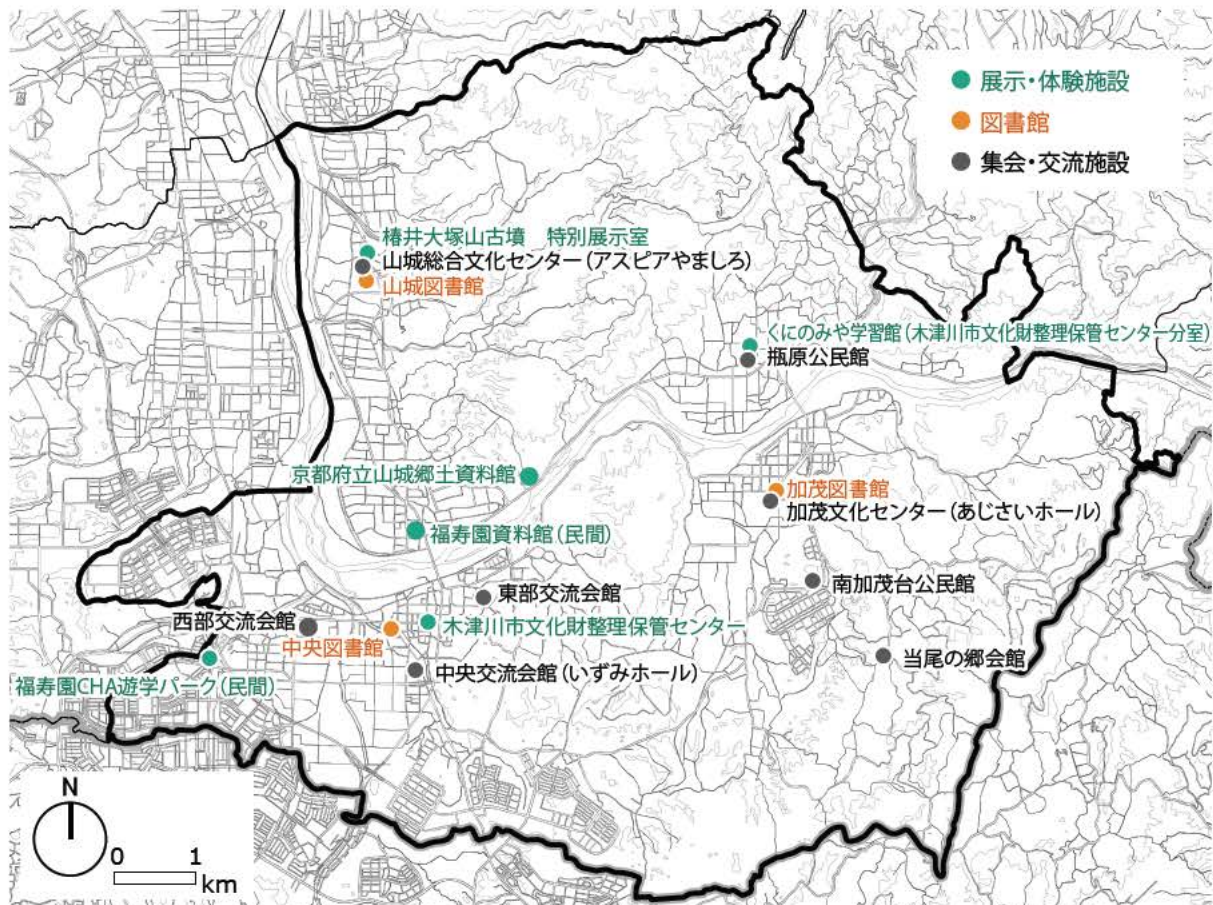 展示・体験施設
図書館
集会・交流施設
椿井大塚山古墳 特別展示室
山城総合文化センター(アスピアやましろ)
山城図書館
くにのみや学習館(木津川市文化財整理保管センター分室)
瓶原公民館
京都府立山城郷土資料館
加茂図書館
加茂文化センター(あじさいホール)
福寿園資料館(民間)
南加茂台公民館
東部交流会館
西部交流会館
木津川市文化財整理保管センター
中央図書館
当尾の郷会館
中央交流会館(いずみホール)
福寿園CHA遊学パーク(民間)
N
0 1
km